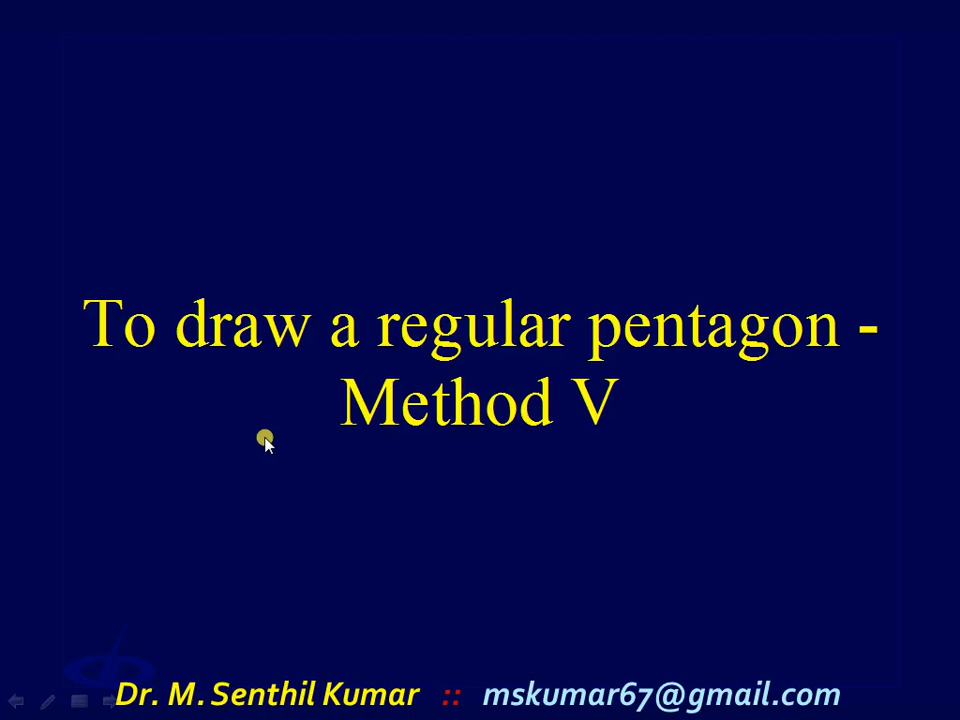 To draw a regular pentagon -
Method V
Dr. M. Senthil Kumar :: mskumar67@gmail.com